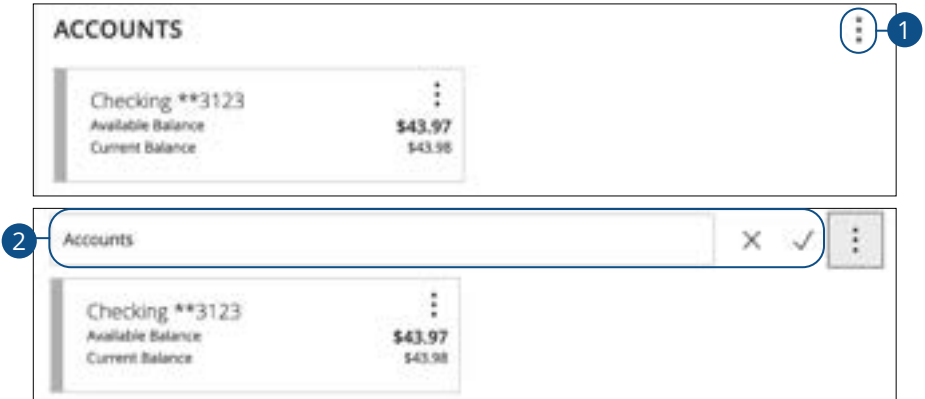 ACCOUNTS
1
Checking **3123
Available Balance $43.97
Current Balance $43.98
2
Accounts
Checking **3123
Available Balance $43.97
Current Balance $43.98